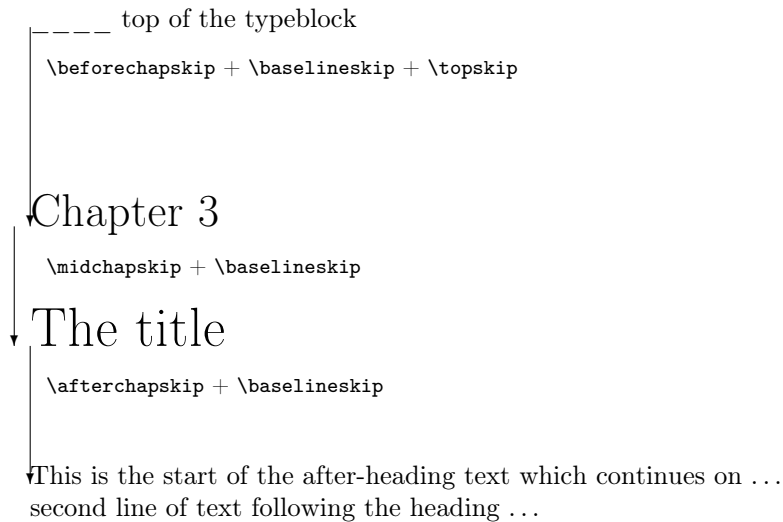 _ _ _ _ top of the typeblock
\beforechapskip + \baselineskip + \topskip
Chapter 3
\midchapskip + \baselineskip
The title
\afterchapskip + \baselineskip
This is the start of the after-heading text which continues on ...
second line of text following the heading ...